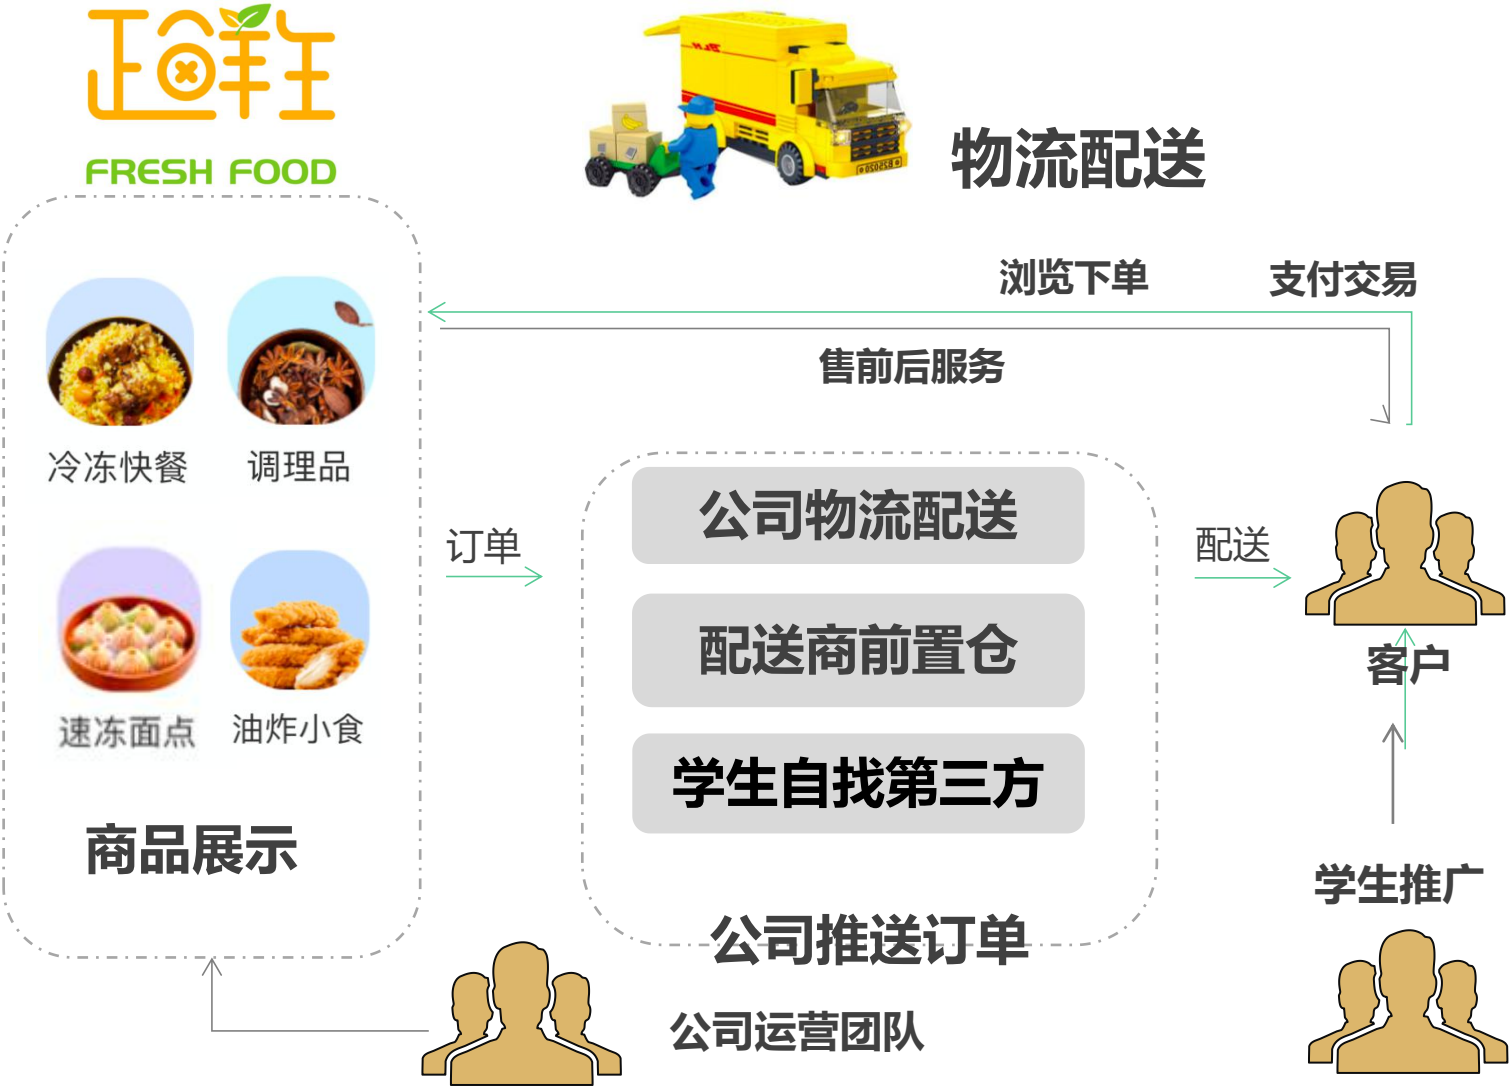 正鲜生
FRESH FOOD
物流配送
浏览下单
支付交易
售前后服务
冷冻快餐
调理品
公司物流配送
订单
配送
配送商前置仓
客户
速冻面点
油炸小食
学生自找第三方
商品展示
学生推广
公司推送订单
公司运营团队